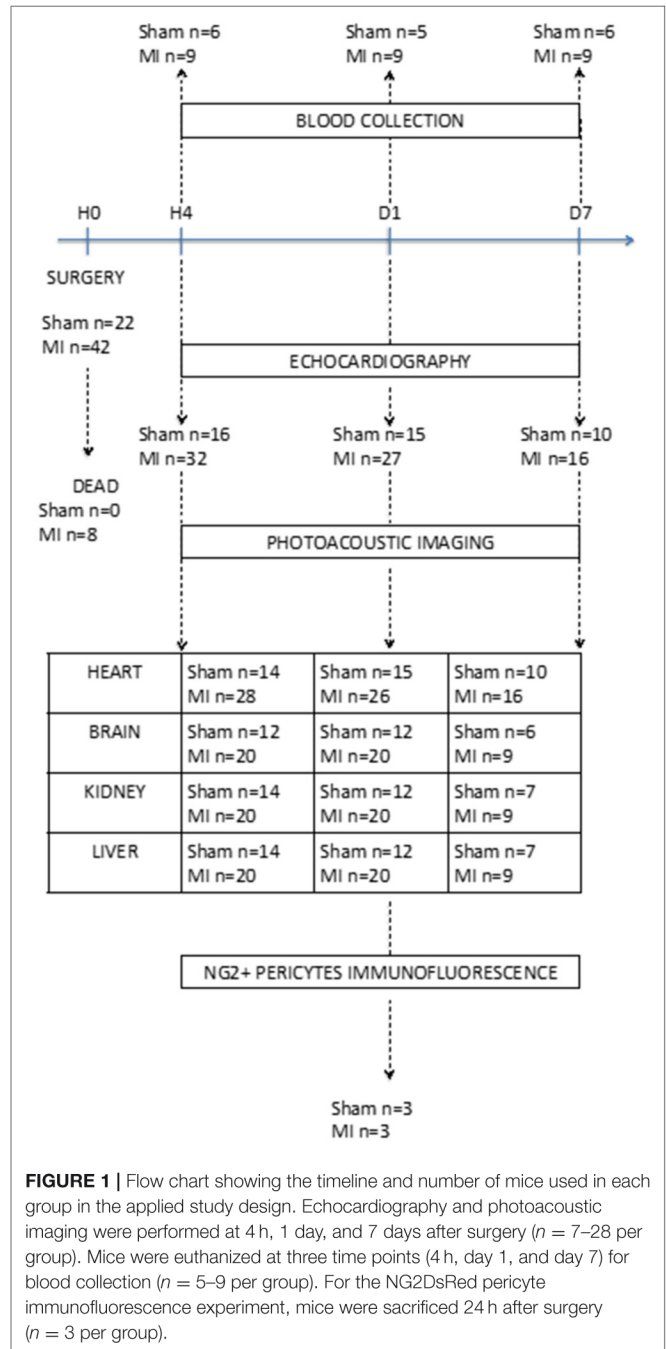 Sham n=6
MI n=9
Sham n=5
MI n=9
Sham n=6
MI n=9
BLOOD COLLECTION
H0
H4
D1
D7
SURGERY
Sham n=22
MI n=42
ECHOCARDIOGRAPHY
Sham n=16
MI n=32
Sham n=15
MI n=27
Sham n=10
MI n=16
DEAD
Sham n=0
MI n=8
PHOTOACOUSTIC IMAGING
HEART
Sham n=14
MI n=28
Sham n=15
MI n=26
Sham n=10
MI n=16
BRAIN
Sham n=12
MI n=20
Sham n=12
MI n=20
Sham n=6
MI n=9
KIDNEY
Sham n=14
MI n=20
Sham n=12
MI n=20
Sham n=7
MI n=9
LIVER
Sham n=14
MI n=20
Sham n=12
MI n=20
Sham n=7
MI n=9
NG2+ PERICYTES IMMUNOFLUORESCENCE
Sham n=3
MI n=3
FIGURE 1 | Flow chart showing the timeline and number of mice used in each
group in the applied study design. Echocardiography and photoacoustic
imaging were performed at 4 h, 1 day, and 7 days after surgery (n = 7–28 per
group). Mice were euthanized at three time points (4 h, day 1, and day 7) for
blood collection (n = 5–9 per group). For the NG2DsRed pericyte
immunofluorescence experiment, mice were sacrificed 24 h after surgery
(n = 3 per group).